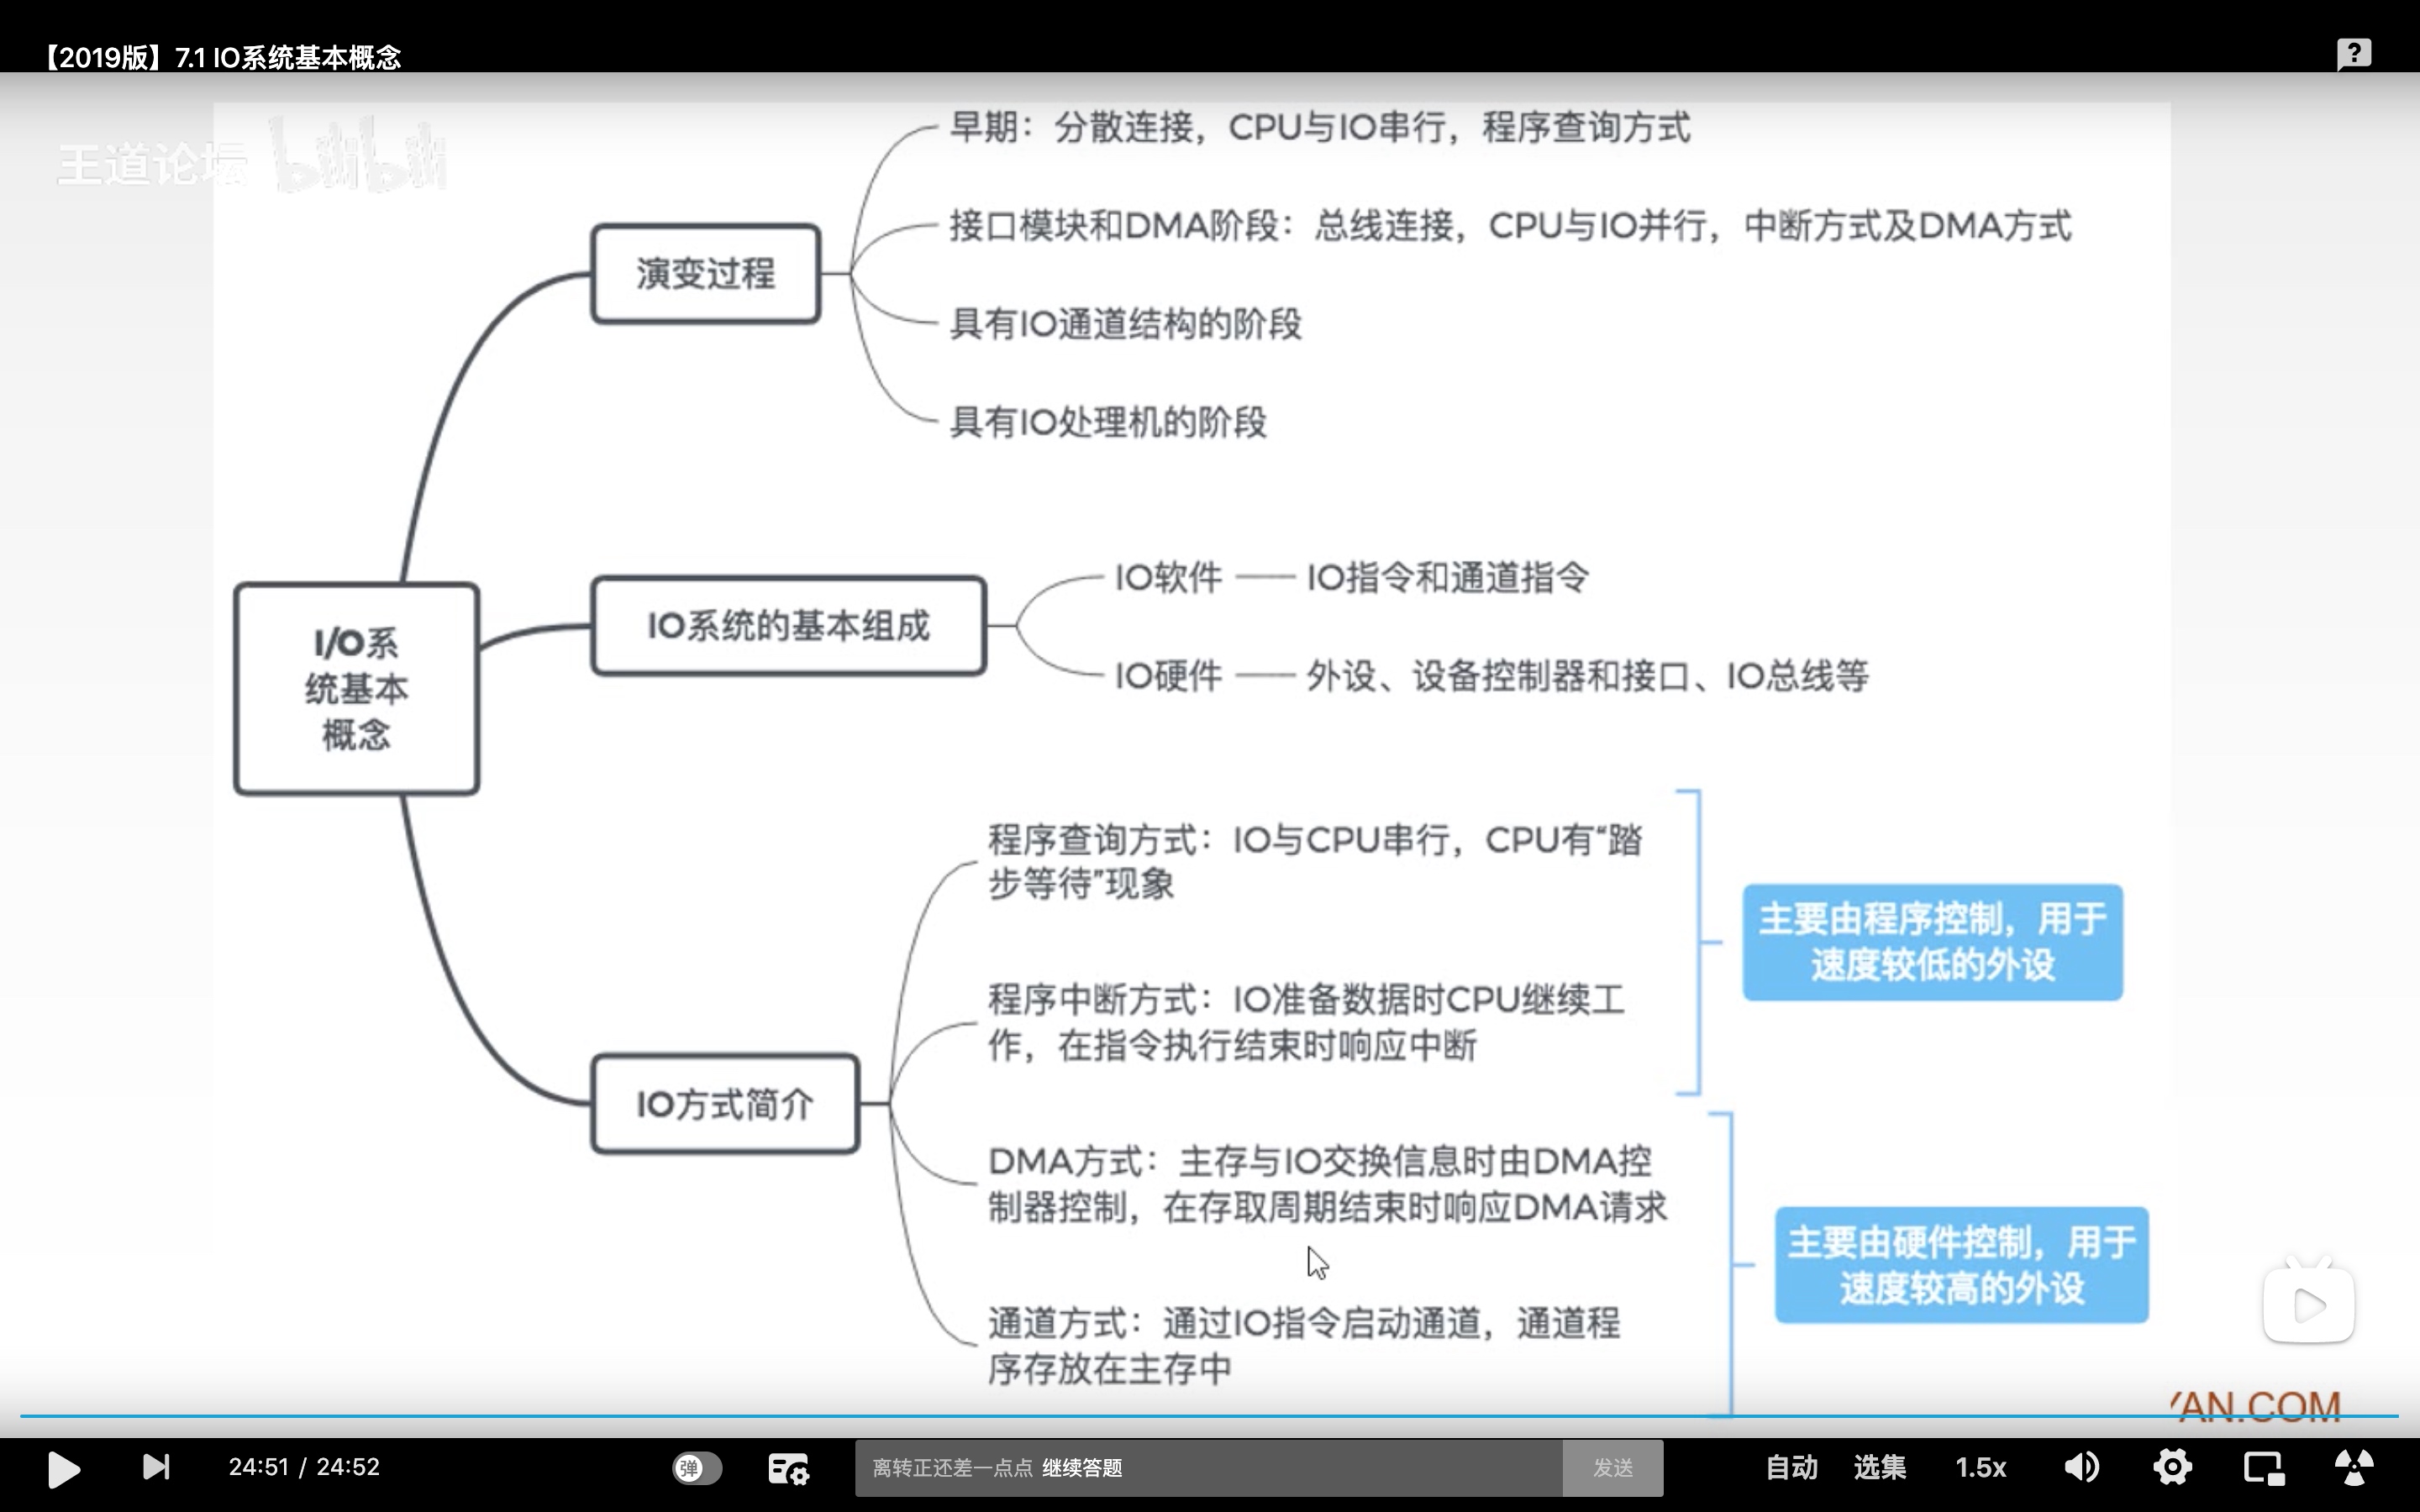 【2019版】7.1 IO系统基本概念
王道论坛 bilibili
早期：分散连接，CPU与IO串行，程序查询方式
接口模块和DMA阶段：总线连接，CPU与IO并行，中断方式及DMA方式
演变过程
具有IO通道结构的阶段
具有IO处理机的阶段
I/O系
统基本
概念
IO系统的基本组成
IO软件 —— IO指令和通道指令
IO硬件 —— 外设、设备控制器和接口、IO总线等
IO方式简介
程序查询方式：IO与CPU串行，CPU有“踏
步等待”现象
程序中断方式：IO准备数据时CPU继续工
作，在指令执行结束时响应中断
主要由程序控制，用于
速度较低的外设
DMA方式：主存与IO交换信息时由DMA控
制器控制，在存取周期结束时响应DMA请求
通道方式：通过IO指令启动通道，通道程
序存放在主存中
主要由硬件控制，用于
速度较高的外设
YAN.COM
24:51 / 24:52
弹
离转正还差一点点 继续答题
发送
自动
选集
1.5x